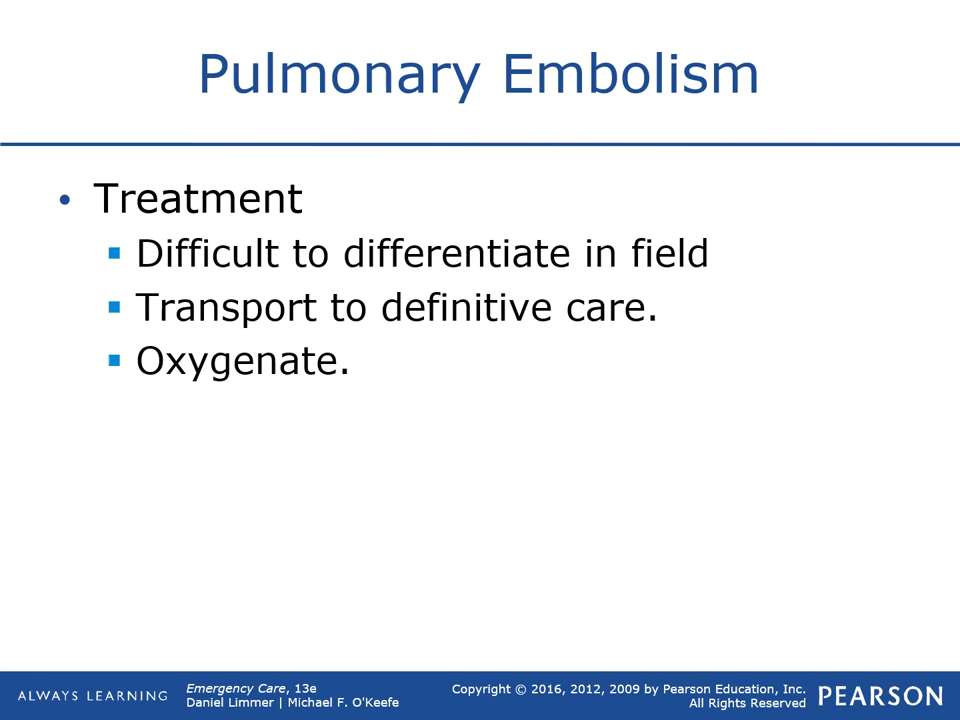 Pulmonary Embolism
• Treatment
▪ Difficult to differentiate in field
▪ Transport to definitive care.
▪ Oxygenate.
ALWAYS LEARNING
Emergency Care, 13e
Daniel Limmer | Michael F. O'Keefe
Copyright © 2016, 2012, 2009 by Pearson Education, Inc.
All Rights Reserved
PEARSON